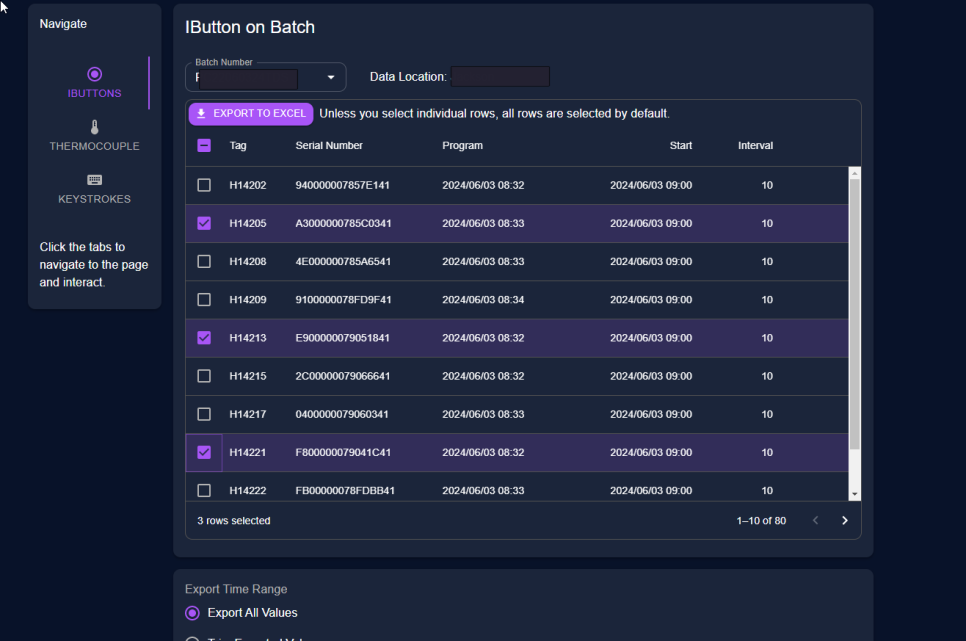 Navigate
IBUTTONS
THERMOCOUPLE
KEYSTROKES
Click the tabs to
navigate to the page
and interact.
IButton on Batch
Batch Number
Data Location:
EXPORT TO EXCEL Unless you select individual rows, all rows are selected by default.
Tag Serial Number Program Start Interval
H14202 940000007857E141 2024/06/03 08:32 2024/06/03 09:00 10
H14205 A3000000785C0341 2024/06/03 08:33 2024/06/03 09:00 10
H14208 4E000000785A6541 2024/06/03 08:33 2024/06/03 09:00 10
H14209 9100000078FD9F41 2024/06/03 08:34 2024/06/03 09:00 10
H14213 E900000079051841 2024/06/03 08:32 2024/06/03 09:00 10
H14215 2C00000079066641 2024/06/03 08:32 2024/06/03 09:00 10
H14217 0400000079060341 2024/06/03 08:33 2024/06/03 09:00 10
H14221 F800000079041C41 2024/06/03 08:32 2024/06/03 09:00 10
H14222 FB00000078FDBB41 2024/06/03 08:33 2024/06/03 09:00 10
3 rows selected 1–10 of 80
Export Time Range
Export All Values